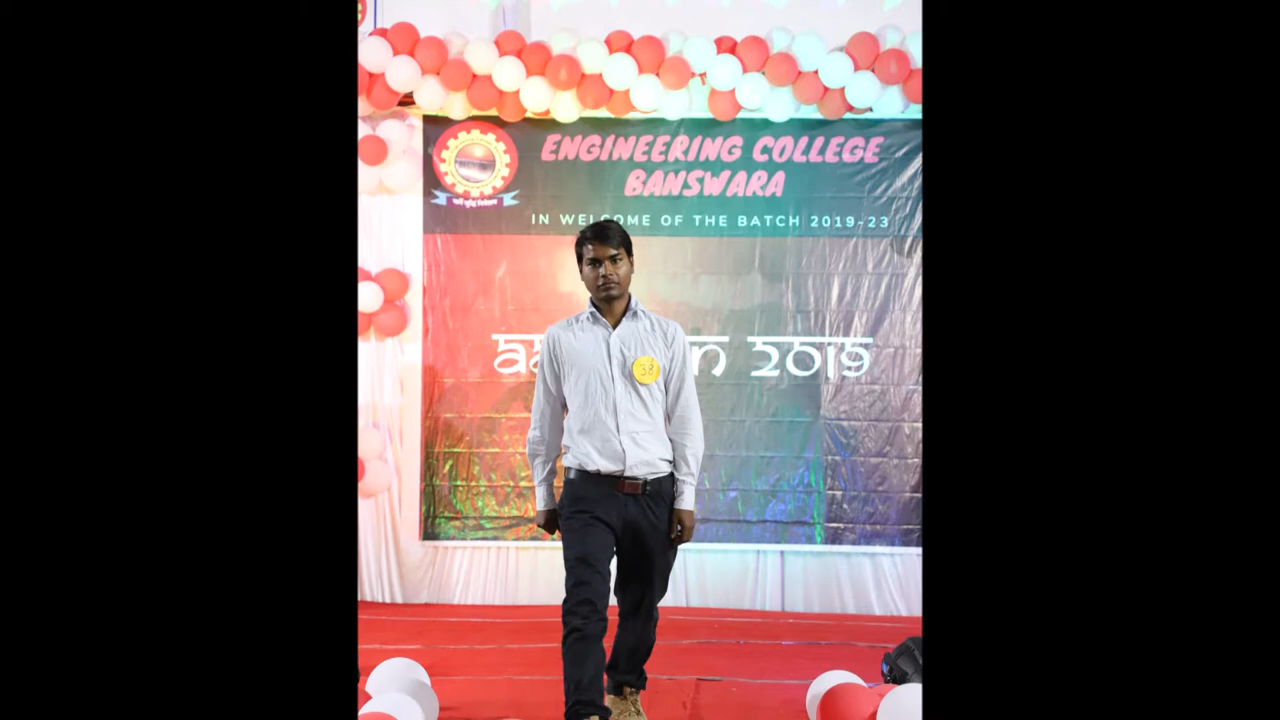 ENGINEERING COLLEGE
BANSWARA
IN WELCOME OF THE BATCH 2019-23
2019
38